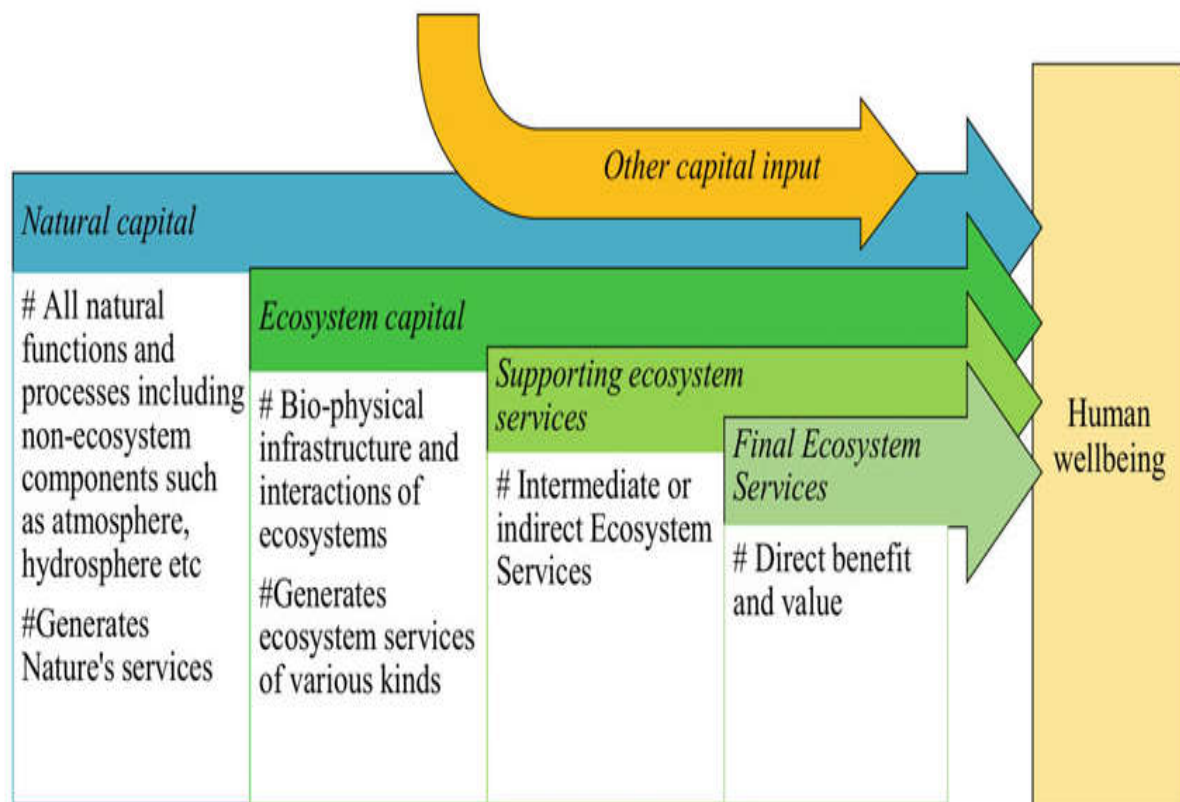 Other capital input
Natural capital
# All natural
functions and
processes including
non-ecosystem
components such
as atmosphere,
hydrosphere etc
#Generates
Nature's services
Ecosystem capital
# Bio-physical
infrastructure and
interactions of
ecosystems
#Generates
ecosystem services
of various kinds
Supporting ecosystem
services
# Intermediate or
indirect Ecosystem
Services
Final Ecosystem
Services
# Direct benefit
and value
Human
wellbeing